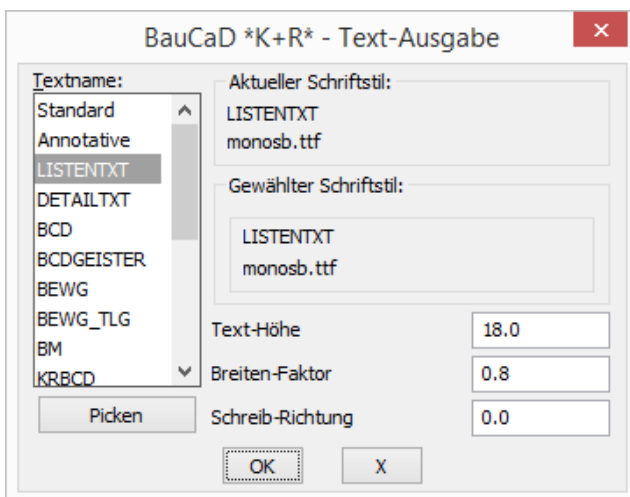 BauCaD *K+R* - Text-Ausgabe
Textname:
Standard
Annotative
LISTENTXT
DETAILTXT
BCD
BCDGEISTER
BEWG
BEWG_TLG
BM
KRBCD
Picken
Aktueller Schriftstil:
LISTENTXT
monosb.ttf
Gewählter Schriftstil:
LISTENTXT
monosb.ttf
Text-Höhe 18.0
Breiten-Faktor 0.8
Schreib-Richtung 0.0
OK X